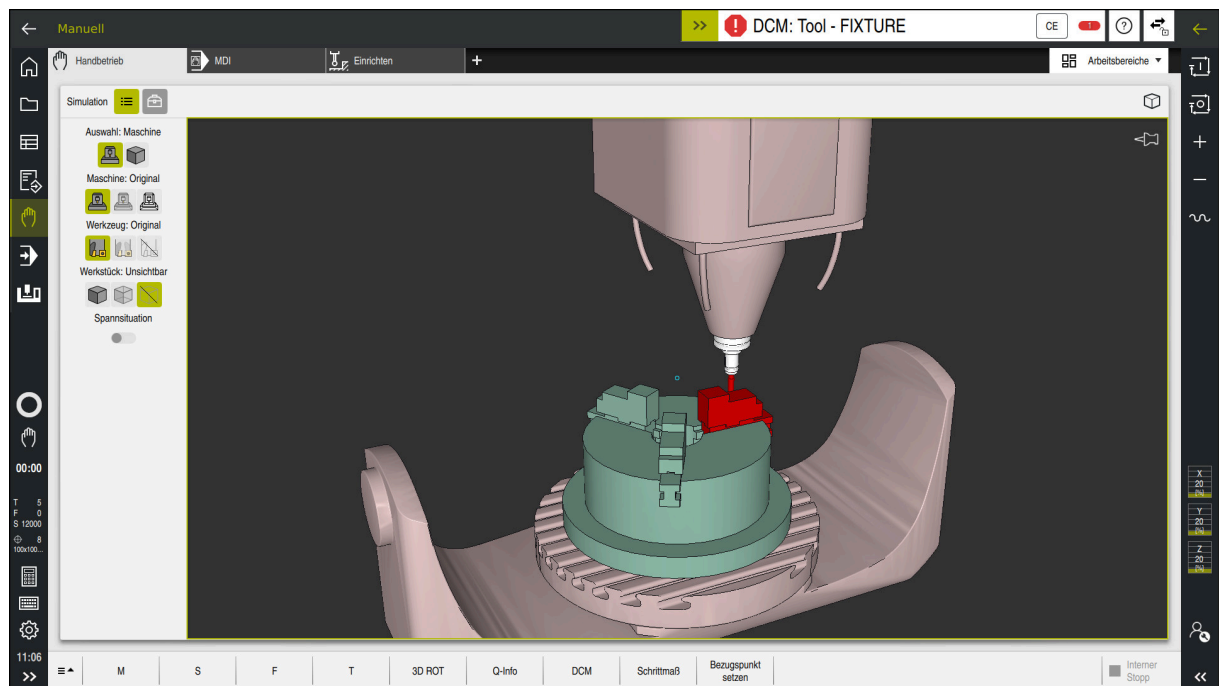 Manuell
DCM: Tool - FIXTURE
CE
1
?
Handbetrieb
MDI
Einrichten
+
Arbeitsbereiche
Simulation
Auswahl: Maschine
Maschine: Original
Werkzeug: Original
Werkstück: Unsichtbar
Spannsituation
00:00
T 5
F 0
S 12000
8
100x100...
11:06
X
20
[%]
Y
20
[%]
Z
20
[%]
M
S
F
T
3D ROT
Q-Info
DCM
Schrittmaß
Bezugspunkt
setzen
Interner
Stopp